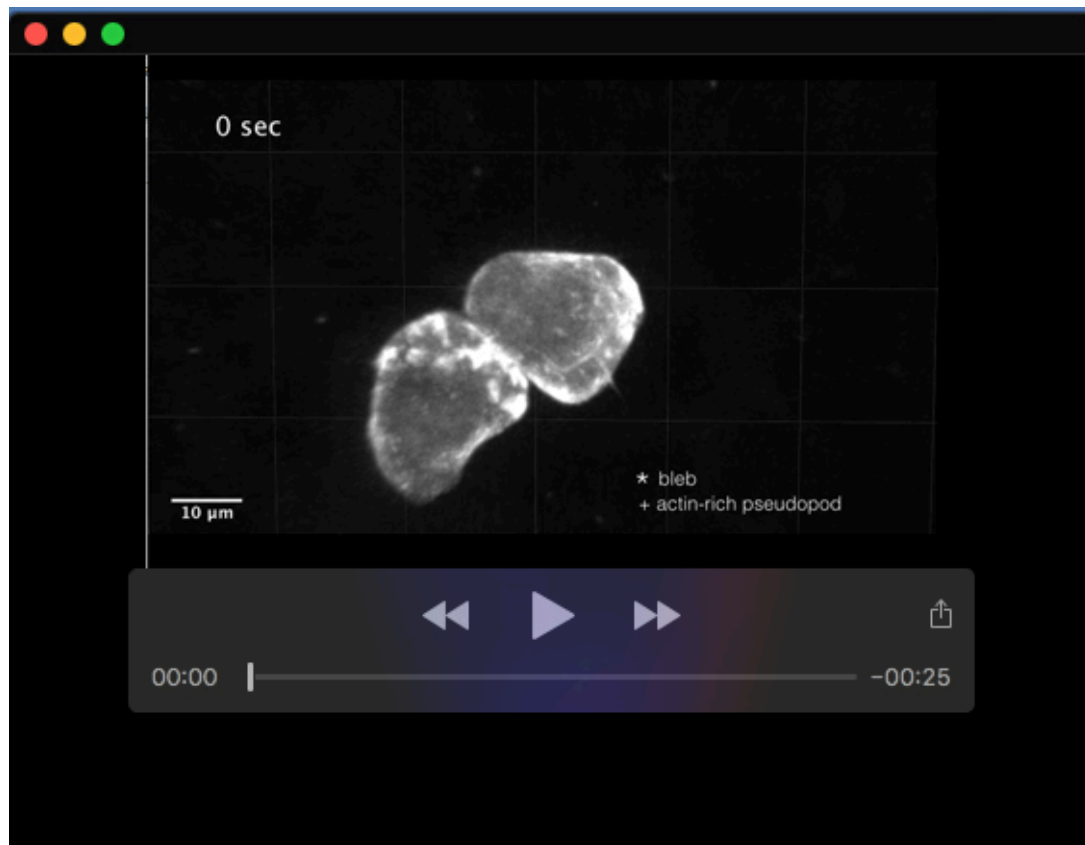 0 sec
* bleb
+ actin-rich pseudopod
10 µm
00:00
-00:25